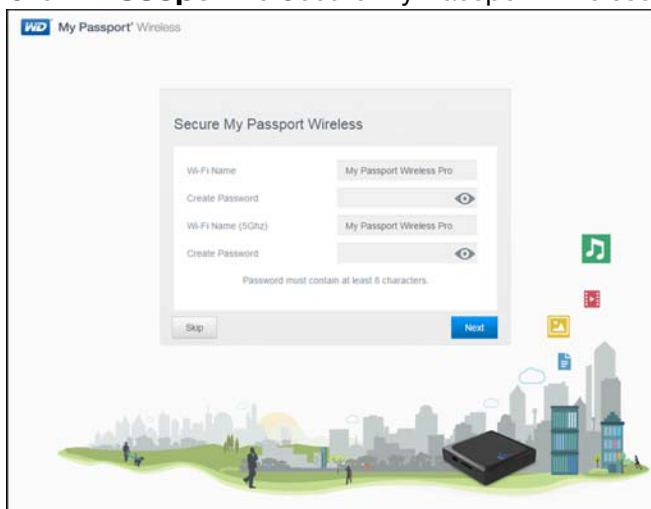 WD My Passport' Wireless
Secure My Passport Wireless
Wi-Fi Name My Passport Wireless Pro
Create Password
Wi-Fi Name (5Ghz) My Passport Wireless Pro
Create Password
Password must contain at least 8 characters.
Skip Next